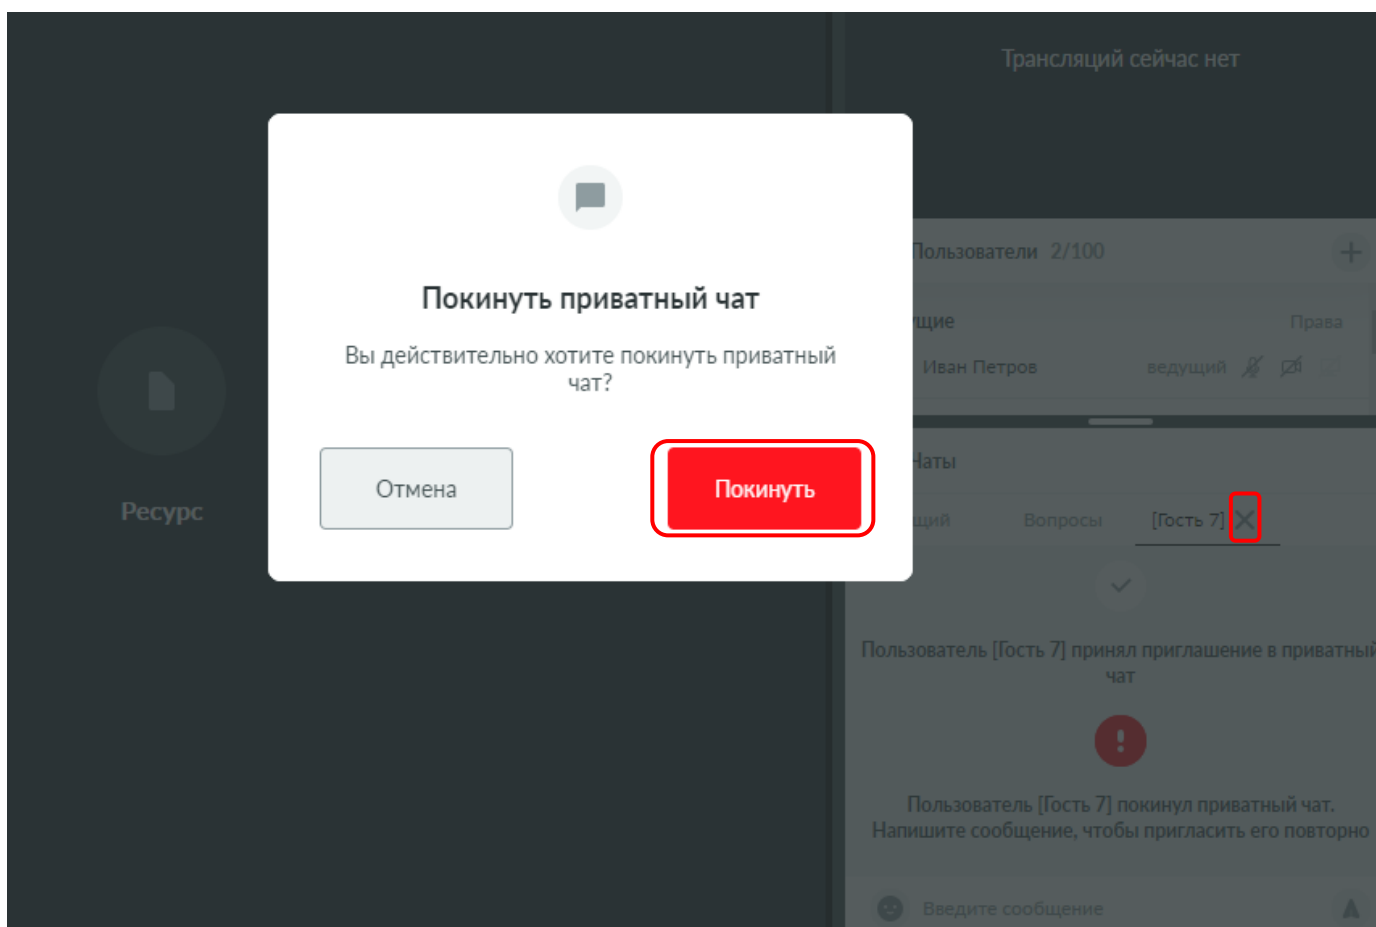 Трансляций сейчас нет
Пользователи 2/100
ущие Права
Иван Петров ведущий
Покинуть приватный чат
Вы действительно хотите покинуть приватный
чат?
Отмена Покинуть
Ресурс
Чаты
щий Вопросы [Гость 7]
Пользователь [Гость 7] принял приглашение в приватный
чат
Пользователь [Гость 7] покинул приватный чат.
Напишите сообщение, чтобы пригласить его повторно
Введите сообщение